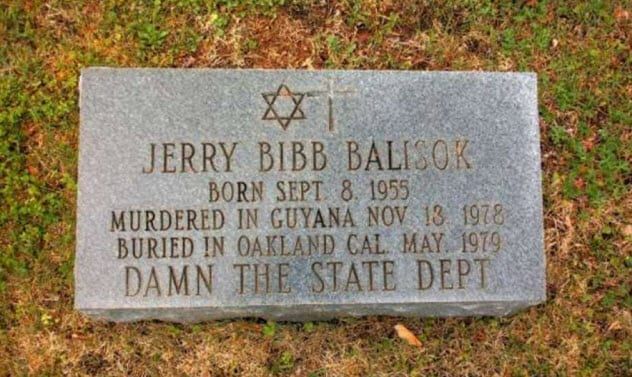 JERRY BIBB BALISOK
BORN SEPT. 8, 1955
MURDERED IN GUYANA NOV. 18, 1978
BURIED IN OAKLAND CAL. MAY, 1979
DAMN THE STATE DEPT.